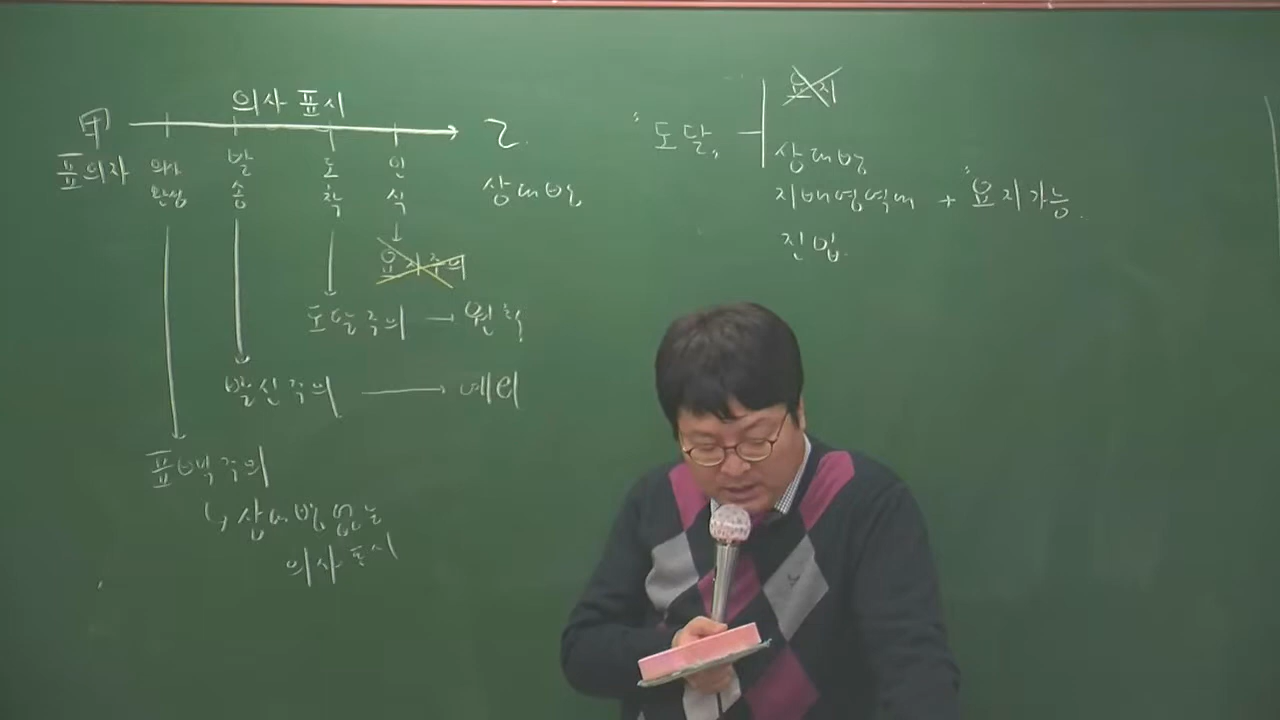 의사 표시
甲 乙
표의자 의사 완성 발송 도착 인식 상대방
요지주의
도달주의 → 원칙
발신주의 → 예외
표백주의
↳ 상대방 없는
의사표시
"도달"
요지
상대방
지배영역내 + "요지가능"
진입